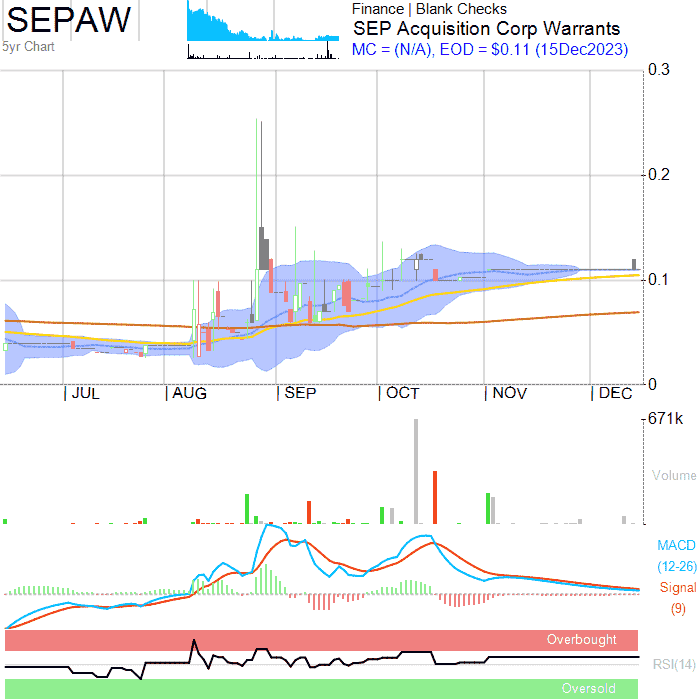 SEPAW
5yr Chart
Finance | Blank Checks
SEP Acquisition Corp Warrants
MC = (N/A), EOD = $0.11 (15Dec2023)
0.3
0.2
0.1
0
| JUL | AUG | SEP | OCT | NOV | DEC
671k
Volume
MACD
(12-26)
Signal
(9)
Overbought
RSI(14)
Oversold